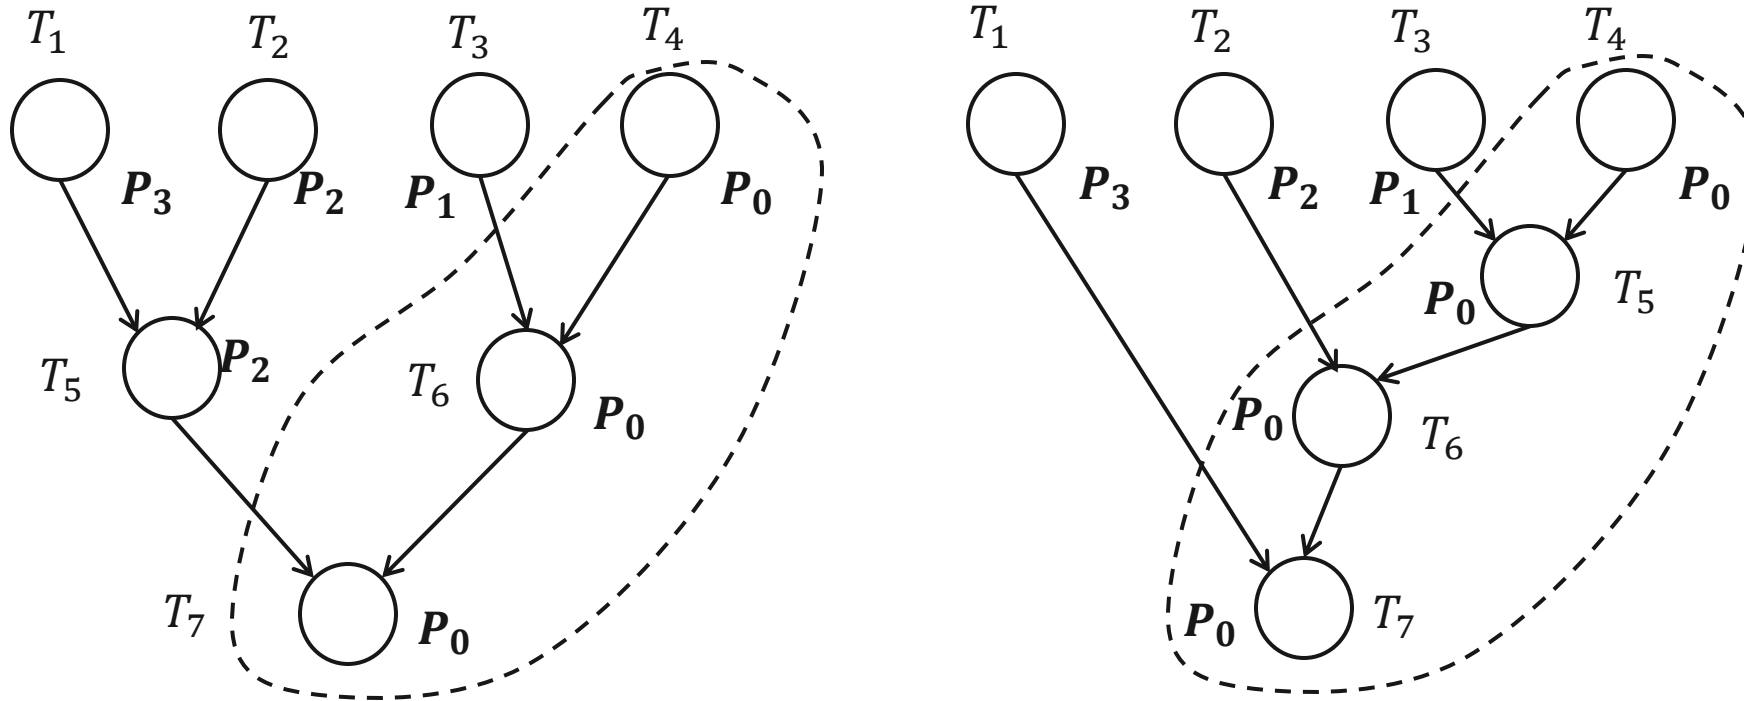 T₁ T₂ T₃ T₄
P₃ P₂ P₁ P₀
T₅ P₂ T₆ P₀
T₇ P₀
T₁ T₂ T₃ T₄
P₃ P₂ P₁ P₀
P₀ T₅
P₀ T₆
P₀ T₇